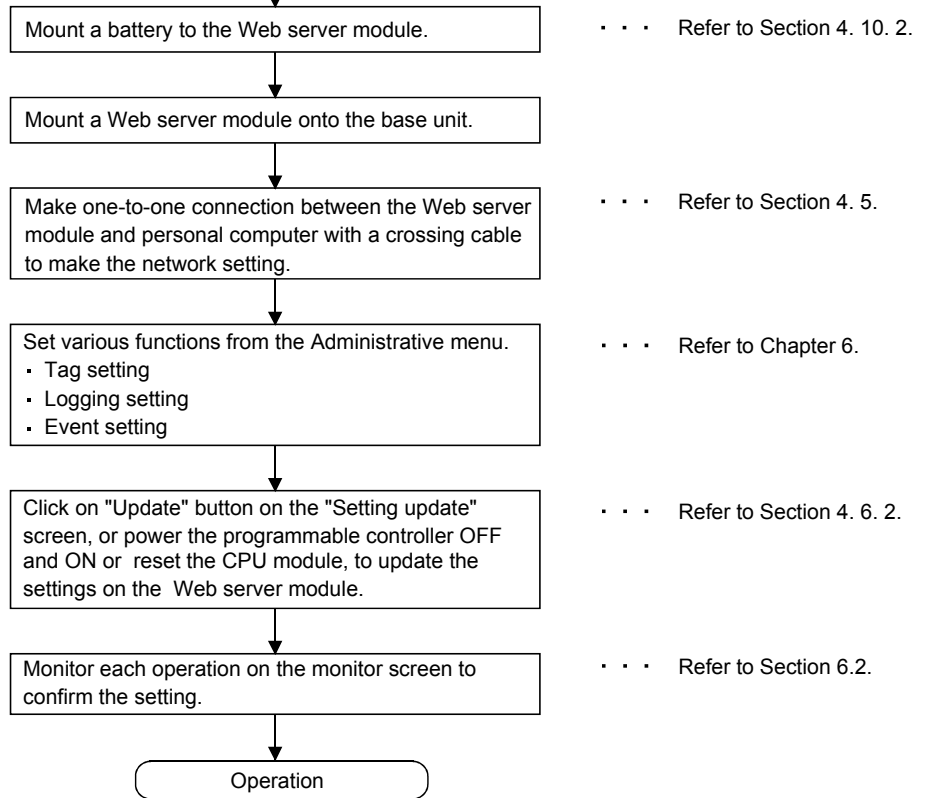 Mount a battery to the Web server module.
· · · Refer to Section 4. 10. 2.
Mount a Web server module onto the base unit.
Make one-to-one connection between the Web server
module and personal computer with a crossing cable
to make the network setting.
· · · Refer to Section 4. 5.
Set various functions from the Administrative menu.
· Tag setting
· Logging setting
· Event setting
· · · Refer to Chapter 6.
Click on "Update" button on the "Setting update"
screen, or power the programmable controller OFF
and ON or reset the CPU module, to update the
settings on the Web server module.
· · · Refer to Section 4. 6. 2.
Monitor each operation on the monitor screen to
confirm the setting.
· · · Refer to Section 6.2.
Operation